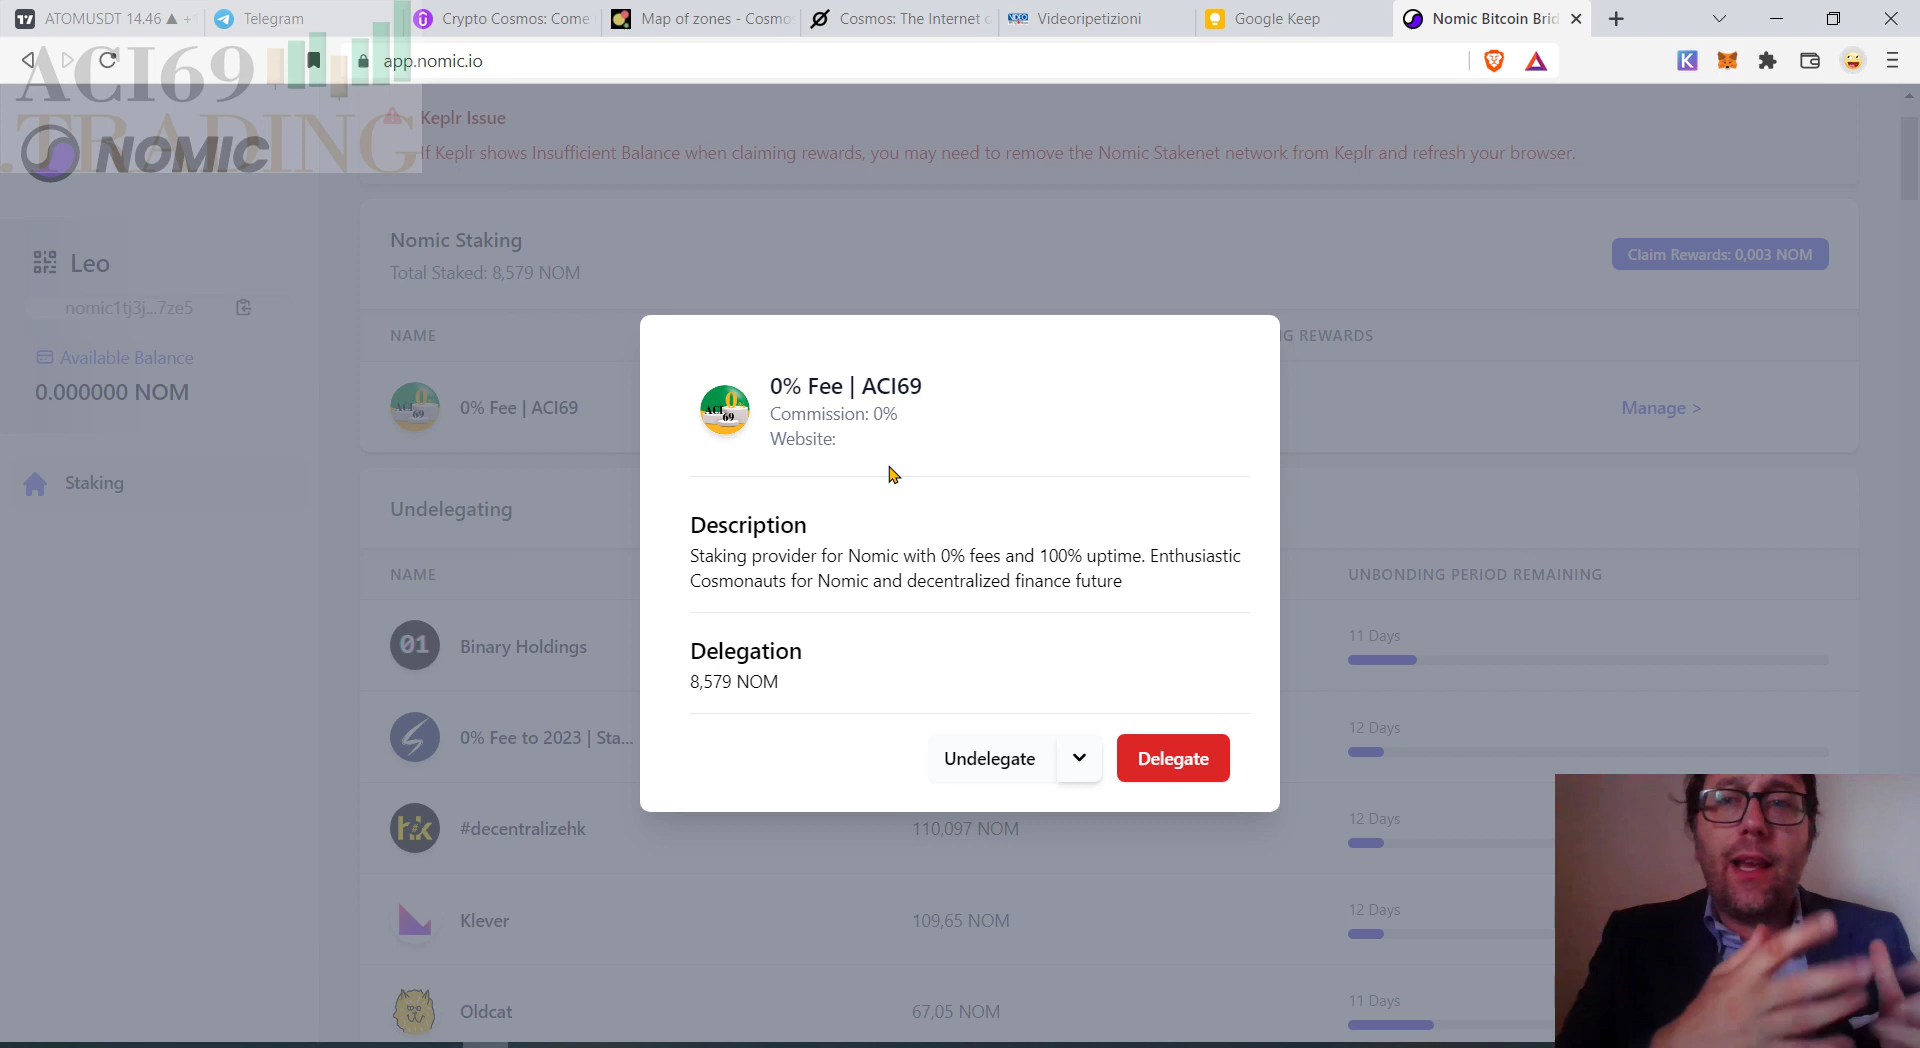 ATOMUSDT 14.46 ▲ +
Telegram
Crypto Cosmos: Come
Map of zones - Cosmo
Cosmos: The Internet
Videoripetizioni
Google Keep
Nomic Bitcoin Brid
app.nomic.io
ACI69
.TRADING
NOMIC
Keplr Issue
If Keplr shows Insufficient Balance when claiming rewards, you may need to remove the Nomic Stakenet network from Keplr and refresh your browser.
Leo
nomic1tj3j...7ze5
Available Balance
0.000000 NOM
Staking
Nomic Staking
Total Staked: 8,579 NOM
Claim Rewards: 0,003 NOM
NAME
G REWARDS
0% Fee | ACI69
Manage >
Undelegating
NAME
UNBONDING PERIOD REMAINING
Binary Holdings
11 Days
0% Fee to 2023 | Sta...
12 Days
#decentralizehk
110,097 NOM
12 Days
Klever
109,65 NOM
12 Days
Oldcat
67,05 NOM
11 Days
0% Fee | ACI69
Commission: 0%
Website:
Description
Staking provider for Nomic with 0% fees and 100% uptime. Enthusiastic
Cosmonauts for Nomic and decentralized finance future
Delegation
8,579 NOM
Undelegate
Delegate